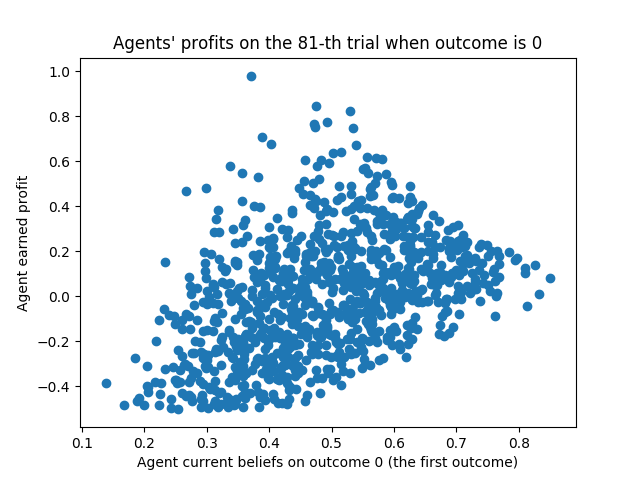 Agents' profits on the 81-th trial when outcome is 0
1.0
0.8
0.6
0.4
0.2
0.0
−0.2
−0.4
Agent earned profit
0.1 0.2 0.3 0.4 0.5 0.6 0.7 0.8
Agent current beliefs on outcome 0 (the first outcome)